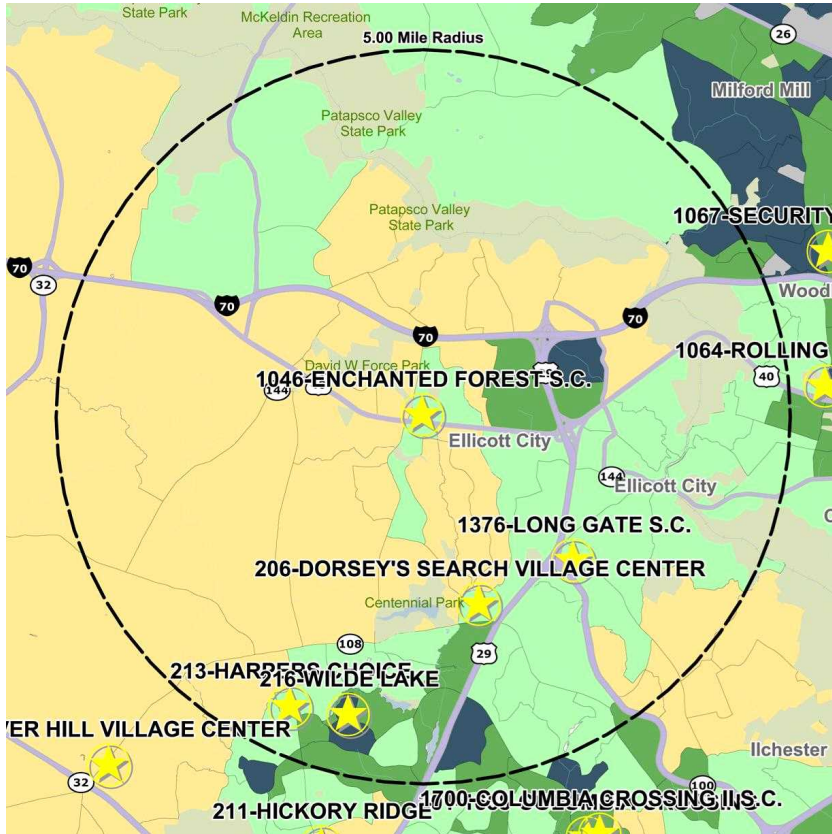 State Park
McKeldin Recreation
Area
5.00 Mile Radius
26
Milford Mill
Patapsco Valley
State Park
Patapsco Valley
State Park
1067-SECURITY
70
32
Wood
70
70
70
David W Force Park
29
1064-ROLLING
1046-ENCHANTED FOREST S.C.
144
40
Ellicott City
144
Ellicott City
1376-LONG GATE S.C.
206-DORSEY'S SEARCH VILLAGE CENTER
Centennial Park
108
29
213-HARPERS CHOICE
216-WILDE LAKE
YER HILL VILLAGE CENTER
Ilchester
32
100
211-HICKORY RIDGE
1700-COLUMBIA CROSSING II S.C.